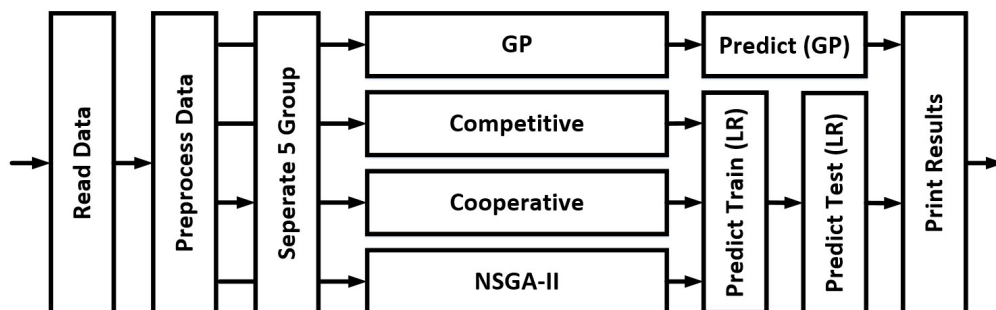 Read Data
Preprocess Data
Seperate 5 Group
GP
Competitive
Cooperative
NSGA-II
Predict (GP)
Predict Train (LR)
Predict Test (LR)
Print Results